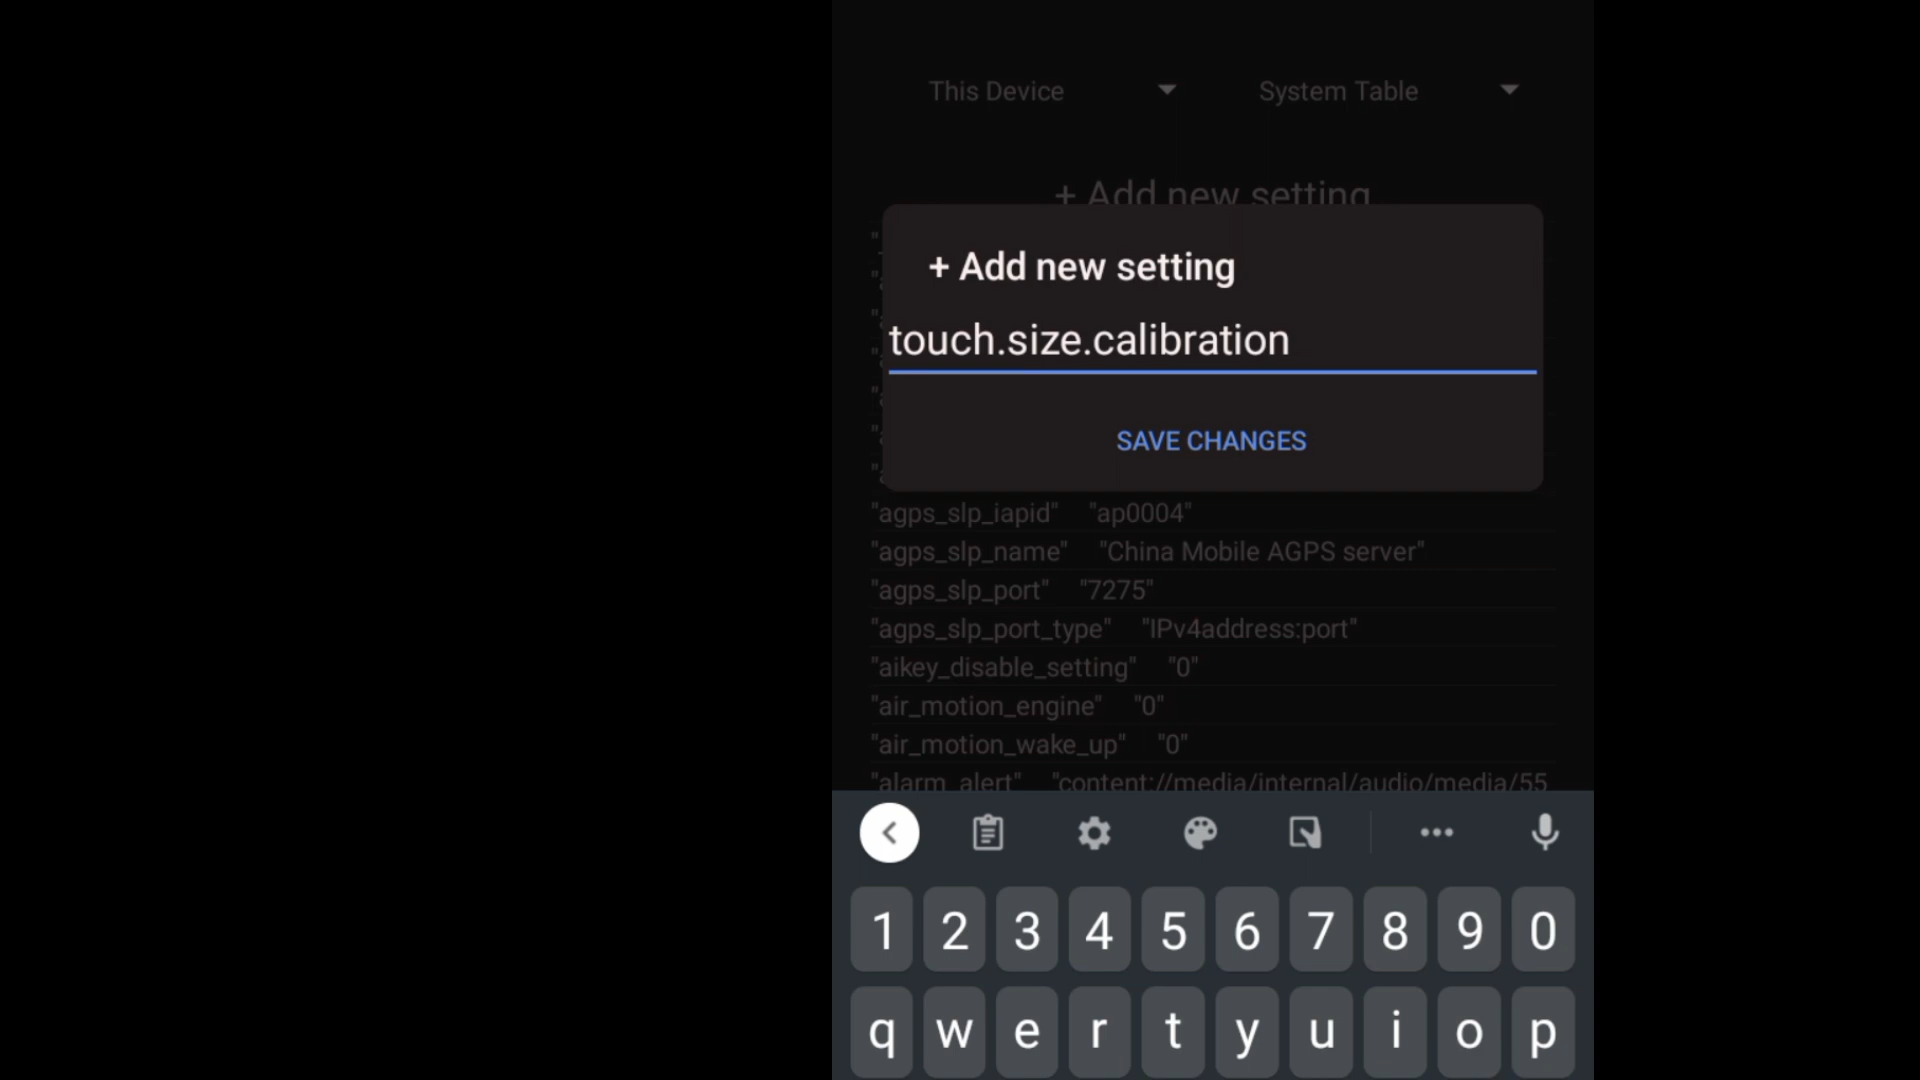 This Device
System Table
+ Add new setting
+ Add new setting
touch.size.calibration
SAVE CHANGES
"agps_slp_iapid" "ap0004"
"agps_slp_name" "China Mobile AGPS server"
"agps_slp_port" "7275"
"agps_slp_port_type" "IPv4address:port"
"aikey_disable_setting" "0"
"air_motion_engine" "0"
"air_motion_wake_up" "0"
"alarm_alert" "content://media/internal/audio/media/55
1 2 3 4 5 6 7 8 9 0
q w e r t y u i o p